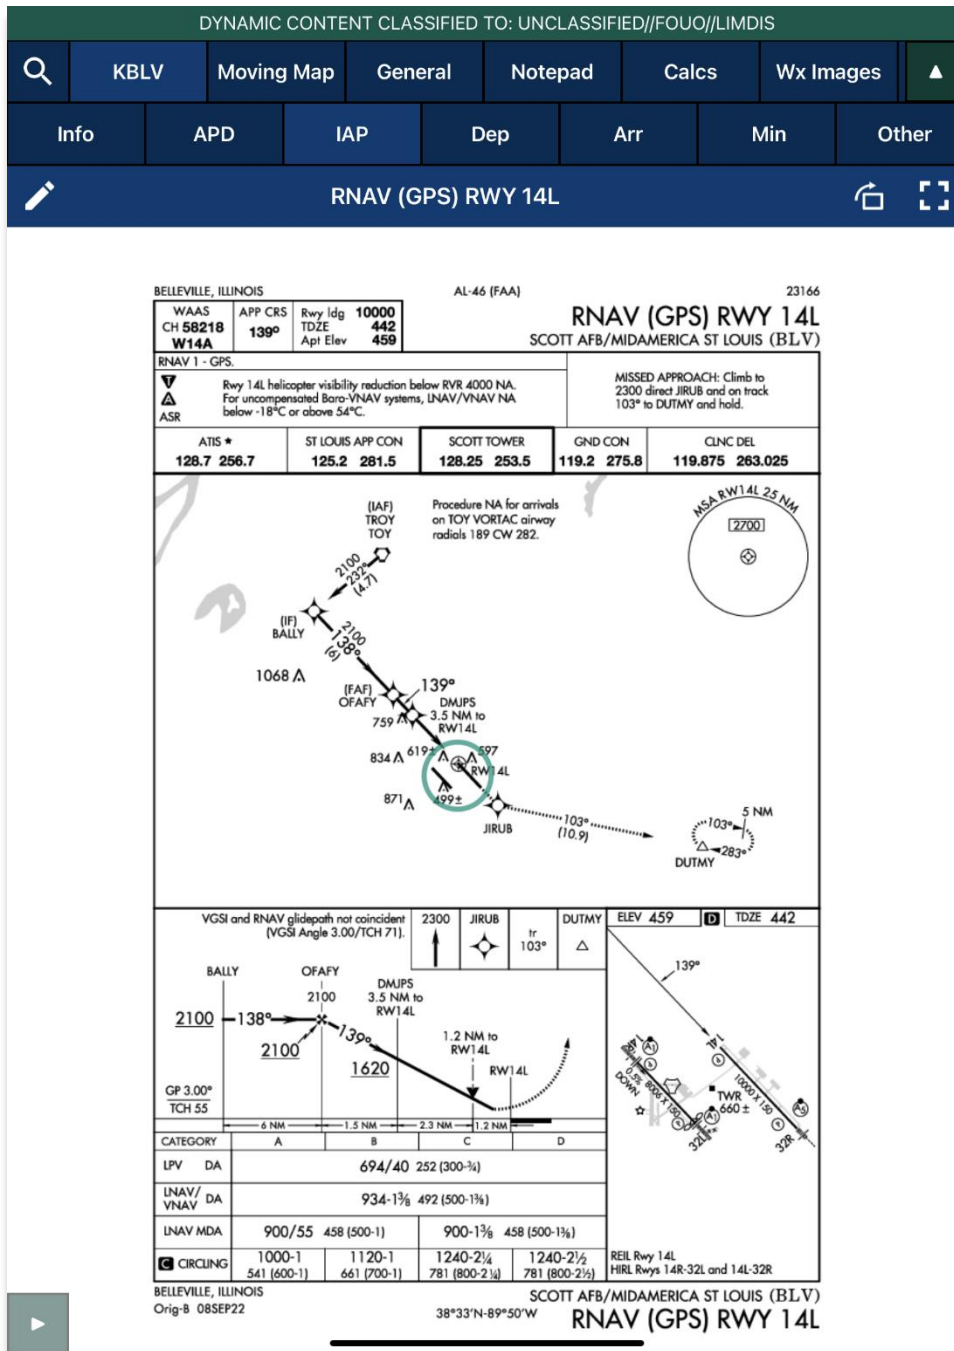 DYNAMIC CONTENT CLASSIFIED TO: UNCLASSIFIED//FOUO//LIMDIS
KBLV Moving Map General Notepad Calcs Wx Images
Info APD IAP Dep Arr Min Other
RNAV (GPS) RWY 14L
BELLEVILLE, ILLINOIS AL-46 (FAA) 23166
WAAS
CH 58218
W14A
APP CRS
139°
Rwy ldg 10000
TDZE 442
Apt Elev 459
RNAV (GPS) RWY 14L
SCOTT AFB/MIDAMERICA ST LOUIS (BLV)
RNAV 1 - GPS.
T
A
ASR
Rwy 14L helicopter visibility reduction below RVR 4000 NA.
For uncompensated Baro-VNAV systems, LNAV/VNAV NA
below -18°C or above 54°C.
MISSED APPROACH: Climb to
2300 direct JIRUB and on track
103° to DUTMY and hold.
ATIS ★
128.7 256.7
ST LOUIS APP CON
125.2 281.5
SCOTT TOWER
128.25 253.5
GND CON
119.2 275.8
CLNC DEL
119.875 263.025
(IAF)
TROY
TOY
Procedure NA for arrivals
on TOY VORTAC airway
radials 189 CW 282.
MSA RW14L 25 NM
2700
2100
232°
(4.7)
(IF)
BALLY
2100
138°
(6)
1068
(FAF)
OFAFY
139°
DMJPS
3.5 NM to
RW14L
759
834
619±
597
RW14L
871
499±
JIRUB
103°
(10.9)
5 NM
103°
283°
DUTMY
VGSI and RNAV glidepath not coincident
(VGSI Angle 3.00/TCH 71).
2300
JIRUB
tr
103°
DUTMY
ELEV 459 D TDZE 442
BALLY
OFAFY
2100
DMJPS
3.5 NM to
RW14L
2100
138°
139°
2100
1620
1.2 NM to
RW14L
RW14L
GP 3.00°
TCH 55
6 NM 1.5 NM 2.3 NM 1.2 NM
139°
14L
14R
A1
0.5%
DOWN
8006 X 150
10000 X 150
TWR
660 ±
A1
A5
32L
32R
CATEGORY A B C D
LPV DA 694/40 252 (300-¾)
LNAV/
VNAV DA 934-1⅜ 492 (500-1⅜)
LNAV MDA 900/55 458 (500-1) 900-1⅜ 458 (500-1⅜)
C CIRCLING
1000-1
541 (600-1)
1120-1
661 (700-1)
1240-2¼
781 (800-2¼)
1240-2½
781 (800-2½)
REIL Rwy 14L
HIRL Rwys 14R-32L and 14L-32R
BELLEVILLE, ILLINOIS
Orig-B 08SEP22
38°33'N-89°50'W
SCOTT AFB/MIDAMERICA ST LOUIS (BLV)
RNAV (GPS) RWY 14L